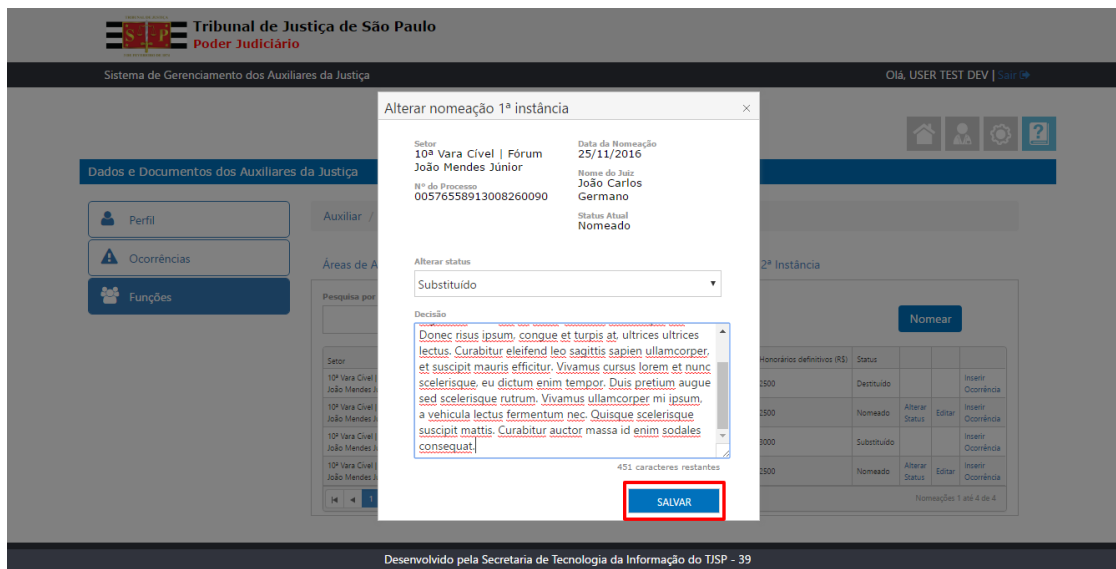 Tribunal de Justiça de São Paulo
Poder Judiciário
Sistema de Gerenciamento dos Auxiliares da Justiça
Olá, USER TEST DEV | Sair
Alterar nomeação 1ª instância ×
Setor
10ª Vara Cível | Fórum
João Mendes Júnior
Data da Nomeação
25/11/2016
Nº do Processo
00576558913008260090
Nome do Juiz
João Carlos
Germano
Status Atual
Nomeado
Alterar status
Substituído
Decisão
Donec risus ipsum, congue et turpis at, ultrices ultrices
lectus. Curabitur eleifend leo sagittis sapien ullamcorper,
et suscipit mauris efficitur. Vivamus cursus lorem et nunc
scelerisque, eu dictum enim tempor. Duis pretium augue
sed scelerisque rutrum. Vivamus ullamcorper mi ipsum,
a vehicula lectus fermentum nec. Quisque scelerisque
suscipit mattis. Curabitur auctor massa id enim sodales
consequat.
451 caracteres restantes
SALVAR
Dados e Documentos dos Auxiliares da Justiça
Perfil
Ocorrências
Funções
Auxiliar /
Áreas de A
2ª Instância
Pesquisa por
Nomear
Setor
Honorários definitivos (R$) Status
10ª Vara Cível |
João Mendes J
2500 Destituído Inserir
Ocorrência
10ª Vara Cível |
João Mendes J
2500 Nomeado Alterar
Status Editar Inserir
Ocorrência
10ª Vara Cível |
João Mendes J
3000 Substituído Inserir
Ocorrência
10ª Vara Cível |
João Mendes J
2500 Nomeado Alterar
Status Editar Inserir
Ocorrência
1
Nomeações 1 até 4 de 4
Desenvolvido pela Secretaria de Tecnologia da Informação do TJSP - 39